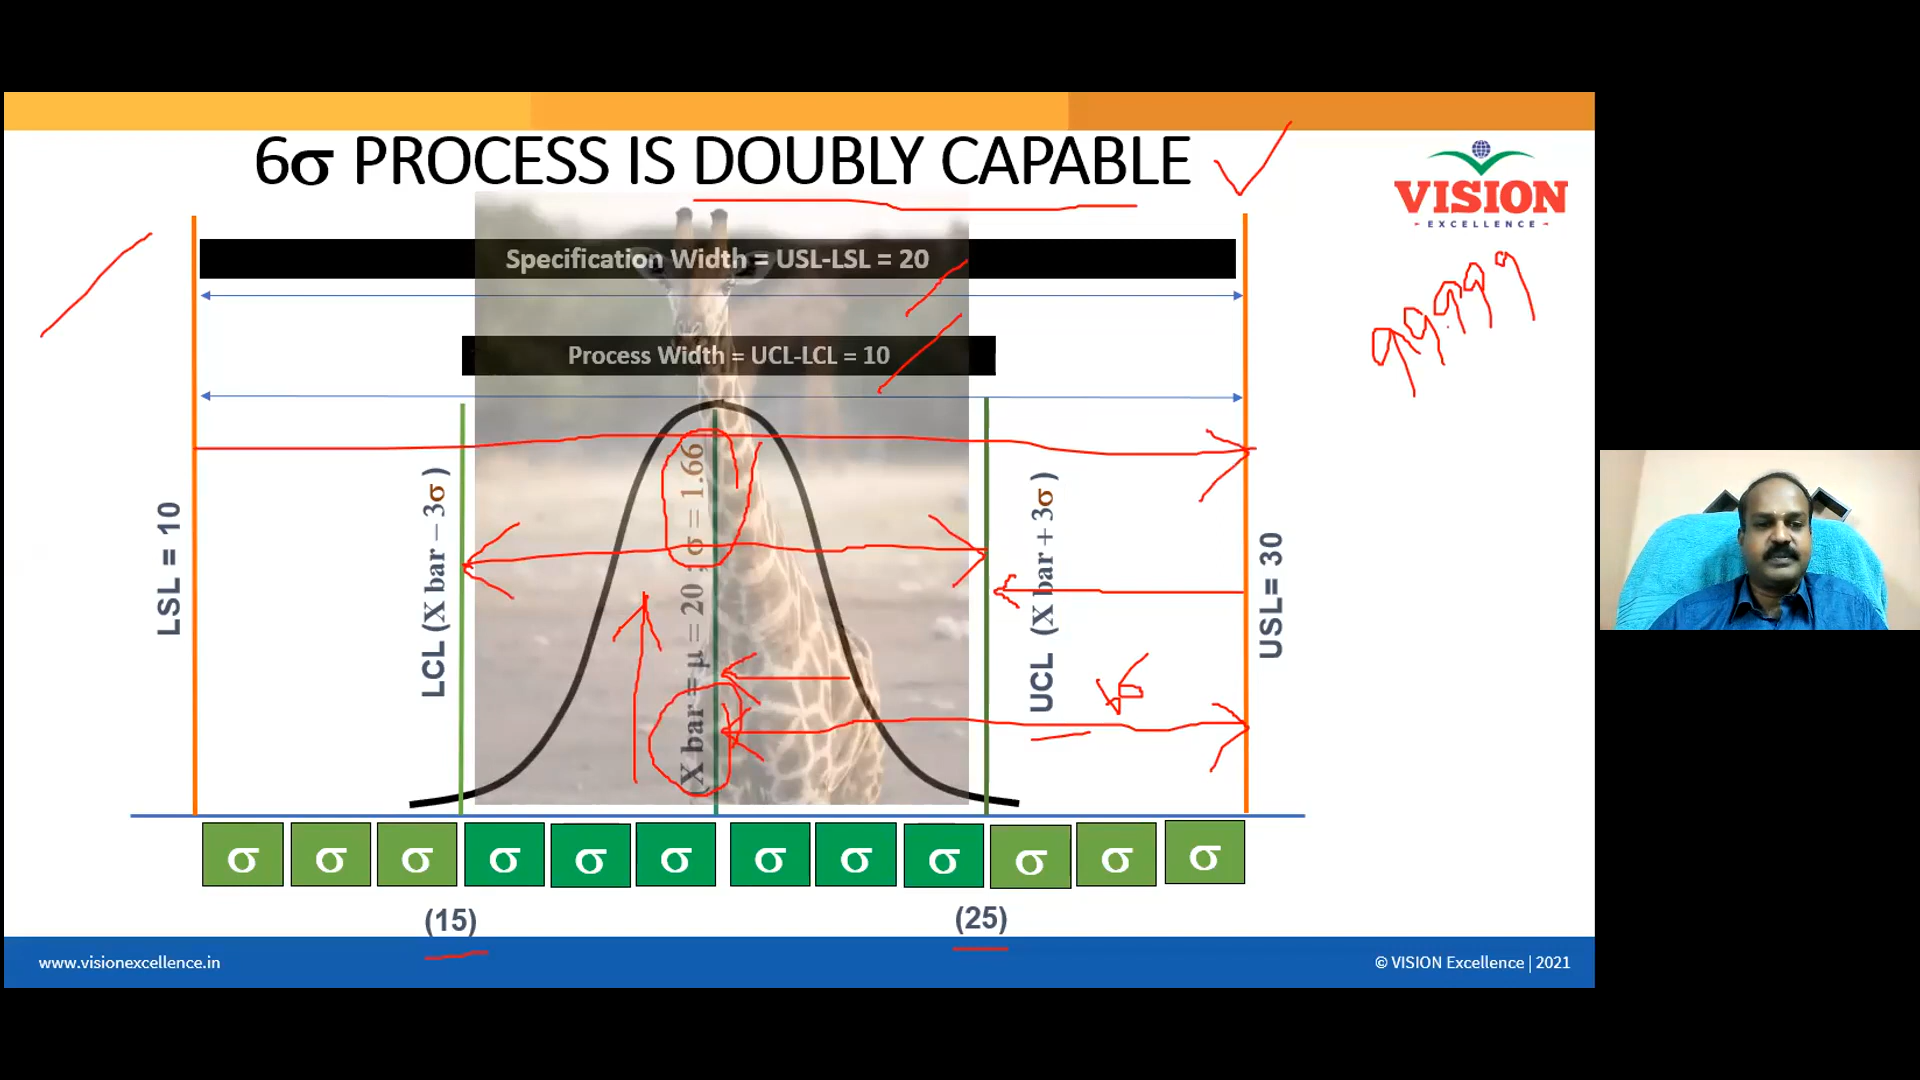 6σ PROCESS IS DOUBLY CAPABLE
VISION
- EXCELLENCE -
Specification Width = USL-LSL = 20
Process Width = UCL-LCL = 10
99.999
LSL = 10
LCL (X bar – 3σ )
(X bar = μ = 20 ; σ = 1.66
UCL (X bar + 3σ )
USL= 30
σ σ σ σ σ σ σ σ σ σ σ σ
(15) (25)
www.visionexcellence.in
© VISION Excellence | 2021